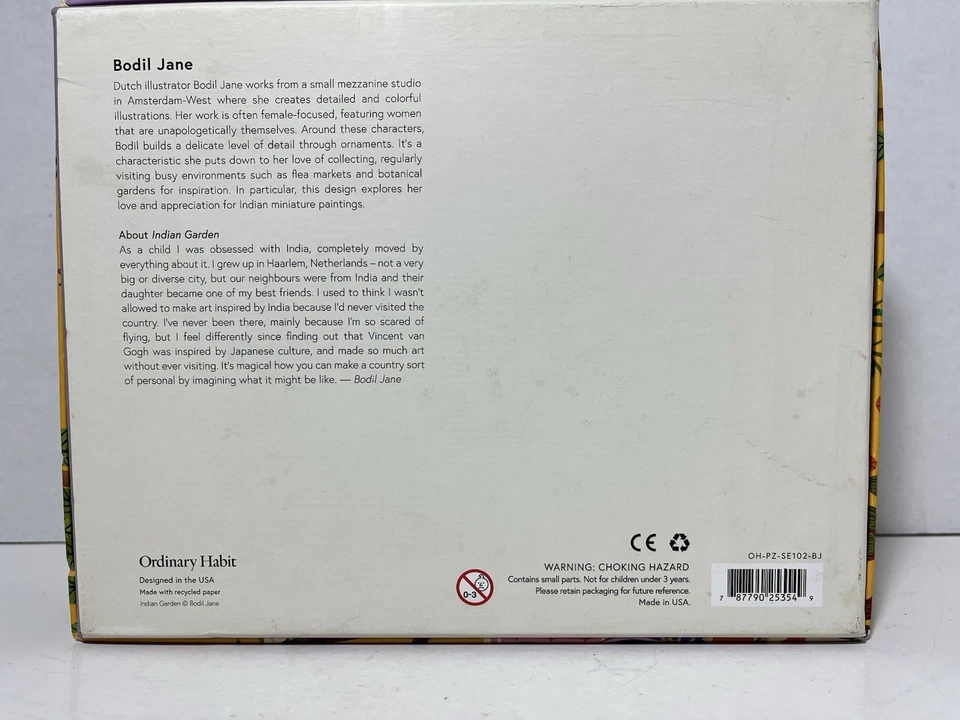 Bodil Jane
Dutch illustrator Bodil Jane works from a small mezzanine studio
in Amsterdam-West where she creates detailed and colorful
illustrations. Her work is often female-focused, featuring women
that are unapologetically themselves. Around these characters,
Bodil builds a delicate level of detail through ornaments. It's a
characteristic she puts down to her love of collecting, regularly
visiting busy environments such as flea markets and botanical
gardens for inspiration. In particular, this design explores her
love and appreciation for Indian miniature paintings.
About Indian Garden
As a child I was obsessed with India, completely moved by
everything about it. I grew up in Haarlem, Netherlands – not a very
big or diverse city, but our neighbours were from India and their
daughter became one of my best friends. I used to think I wasn't
allowed to make art inspired by India because I'd never visited the
country. I've never been there, mainly because I'm so scared of
flying, but I feel differently since finding out that Vincent van
Gogh was inspired by Japanese culture, and made so much art
without ever visiting. It's magical how you can make a country sort
of personal by imagining what it might be like. — Bodil Jane
Ordinary Habit
Designed in the USA
Made with recycled paper
Indian Garden © Bodil Jane
0-3
CE
WARNING: CHOKING HAZARD
Contains small parts. Not for children under 3 years.
Please retain packaging for future reference.
Made in USA.
OH-PZ-SE102-BJ
7 87790 25354 9